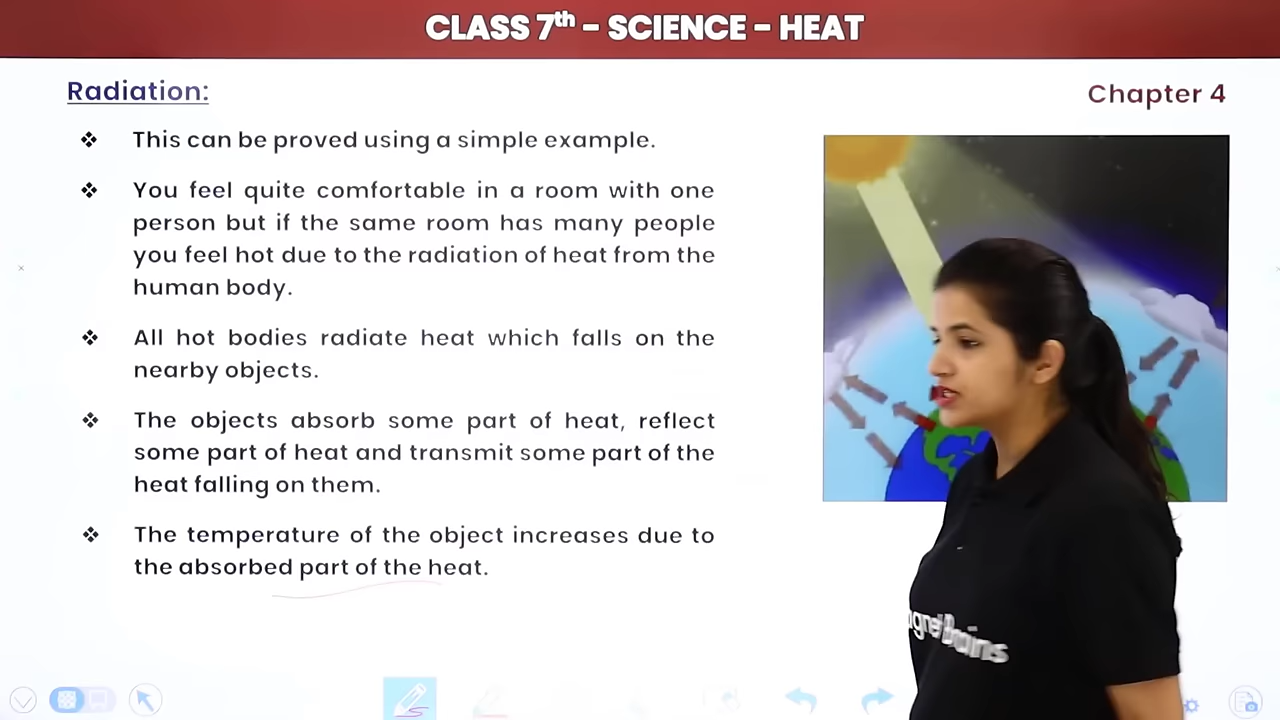 CLASS 7th - SCIENCE - HEAT
Radiation:
Chapter 4
❖ This can be proved using a simple example.
❖ You feel quite comfortable in a room with one
person but if the same room has many people
you feel hot due to the radiation of heat from the
human body.
❖ All hot bodies radiate heat which falls on the
nearby objects.
❖ The objects absorb some part of heat, reflect
some part of heat and transmit some part of the
heat falling on them.
❖ The temperature of the object increases due to
the absorbed part of the heat.
Brains